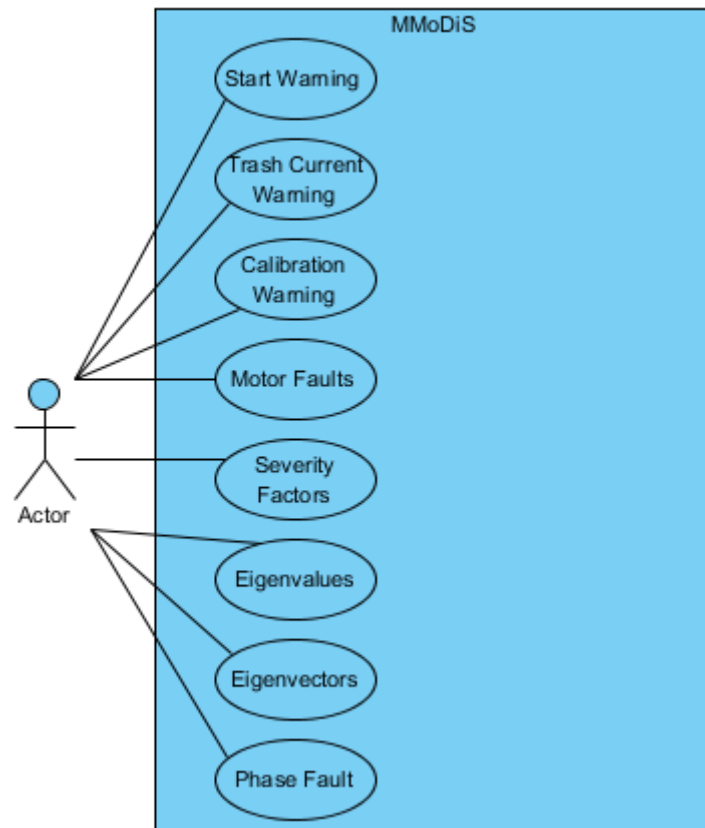 MMoDiS
Start Warning
Trash Current
Warning
Calibration
Warning
Motor Faults
Severity
Factors
Actor
Eigenvalues
Eigenvectors
Phase Fault